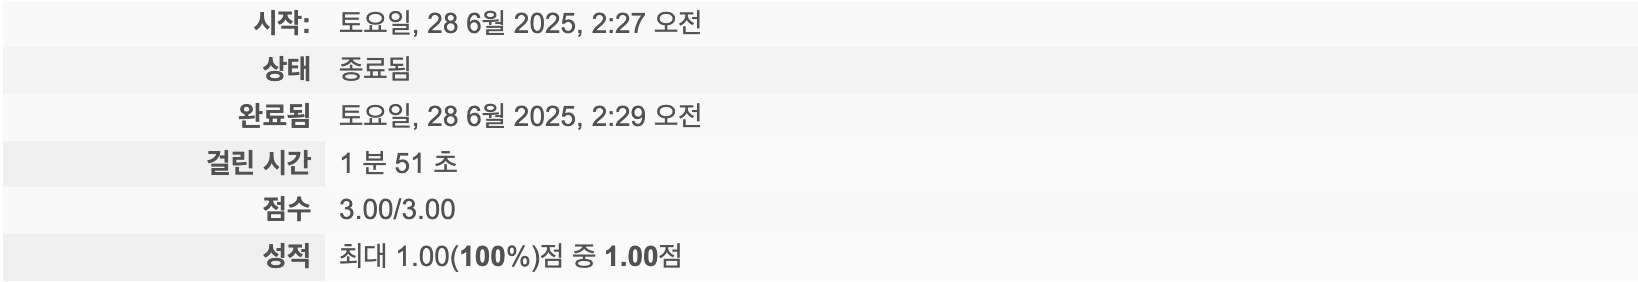 시작: 토요일, 28 6월 2025, 2:27 오전
상태 종료됨
완료됨 토요일, 28 6월 2025, 2:29 오전
걸린 시간 1 분 51 초
점수 3.00/3.00
성적 최대 1.00(100%)점 중 1.00점